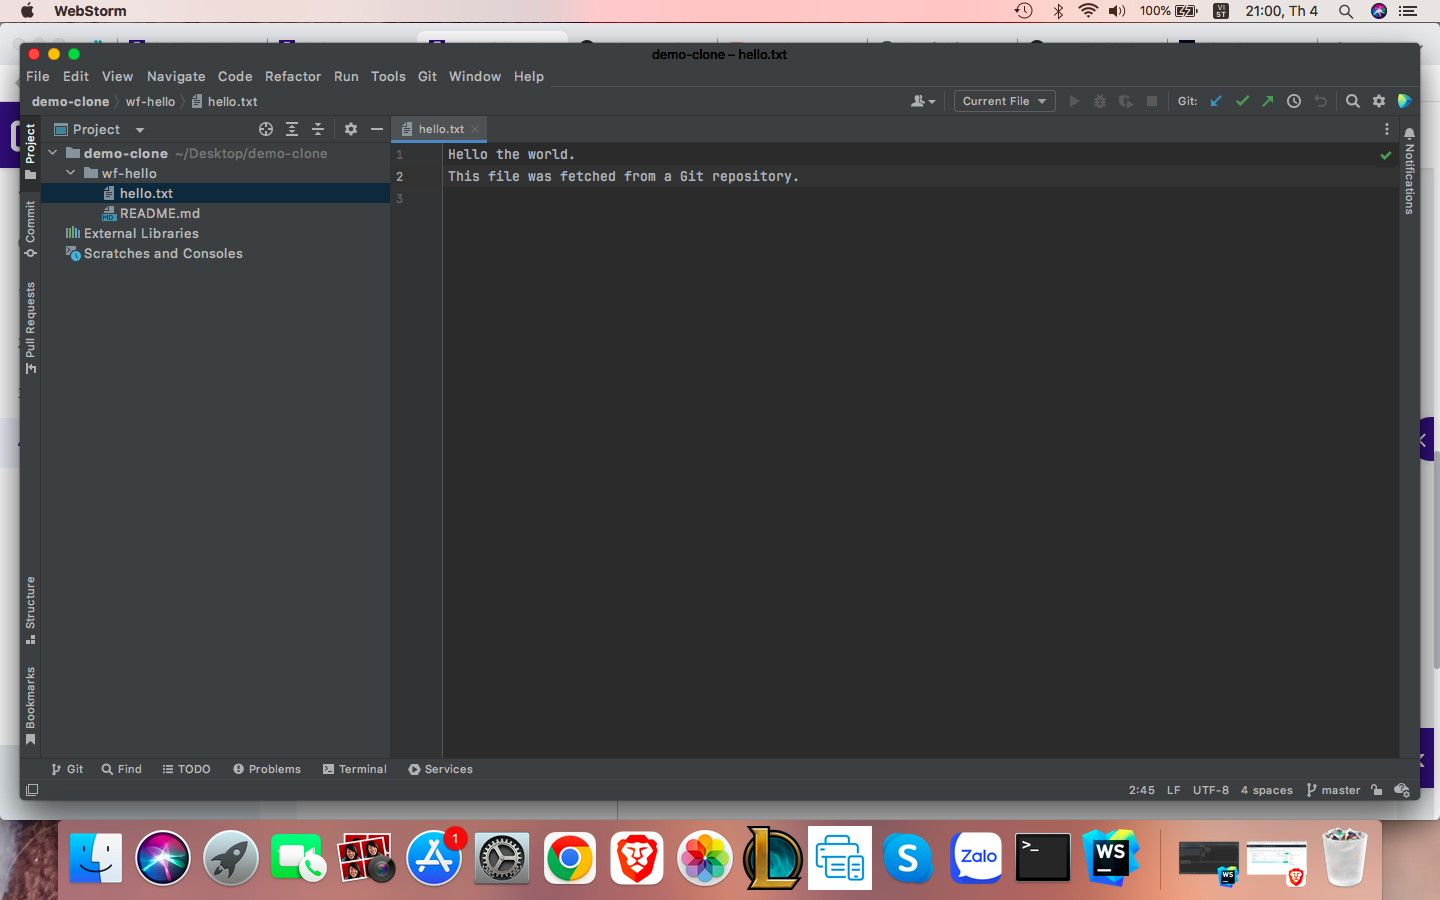 WebStorm
100%
VI
ST
21:00, Th 4
demo-clone – hello.txt
File Edit View Navigate Code Refactor Run Tools Git Window Help
demo-clone wf-hello hello.txt
Current File
Git:
Project
Project
hello.txt
demo-clone ~/Desktop/demo-clone
wf-hello
hello.txt
MD README.md
External Libraries
Scratches and Consoles
1 Hello the world.
2 This file was fetched from a Git repository.
3
Notifications
Commit
Pull Requests
Structure
Bookmarks
Git Find TODO Problems Terminal Services
2:45 LF UTF-8 4 spaces master
1
S
Zalo
>_
WS
WS